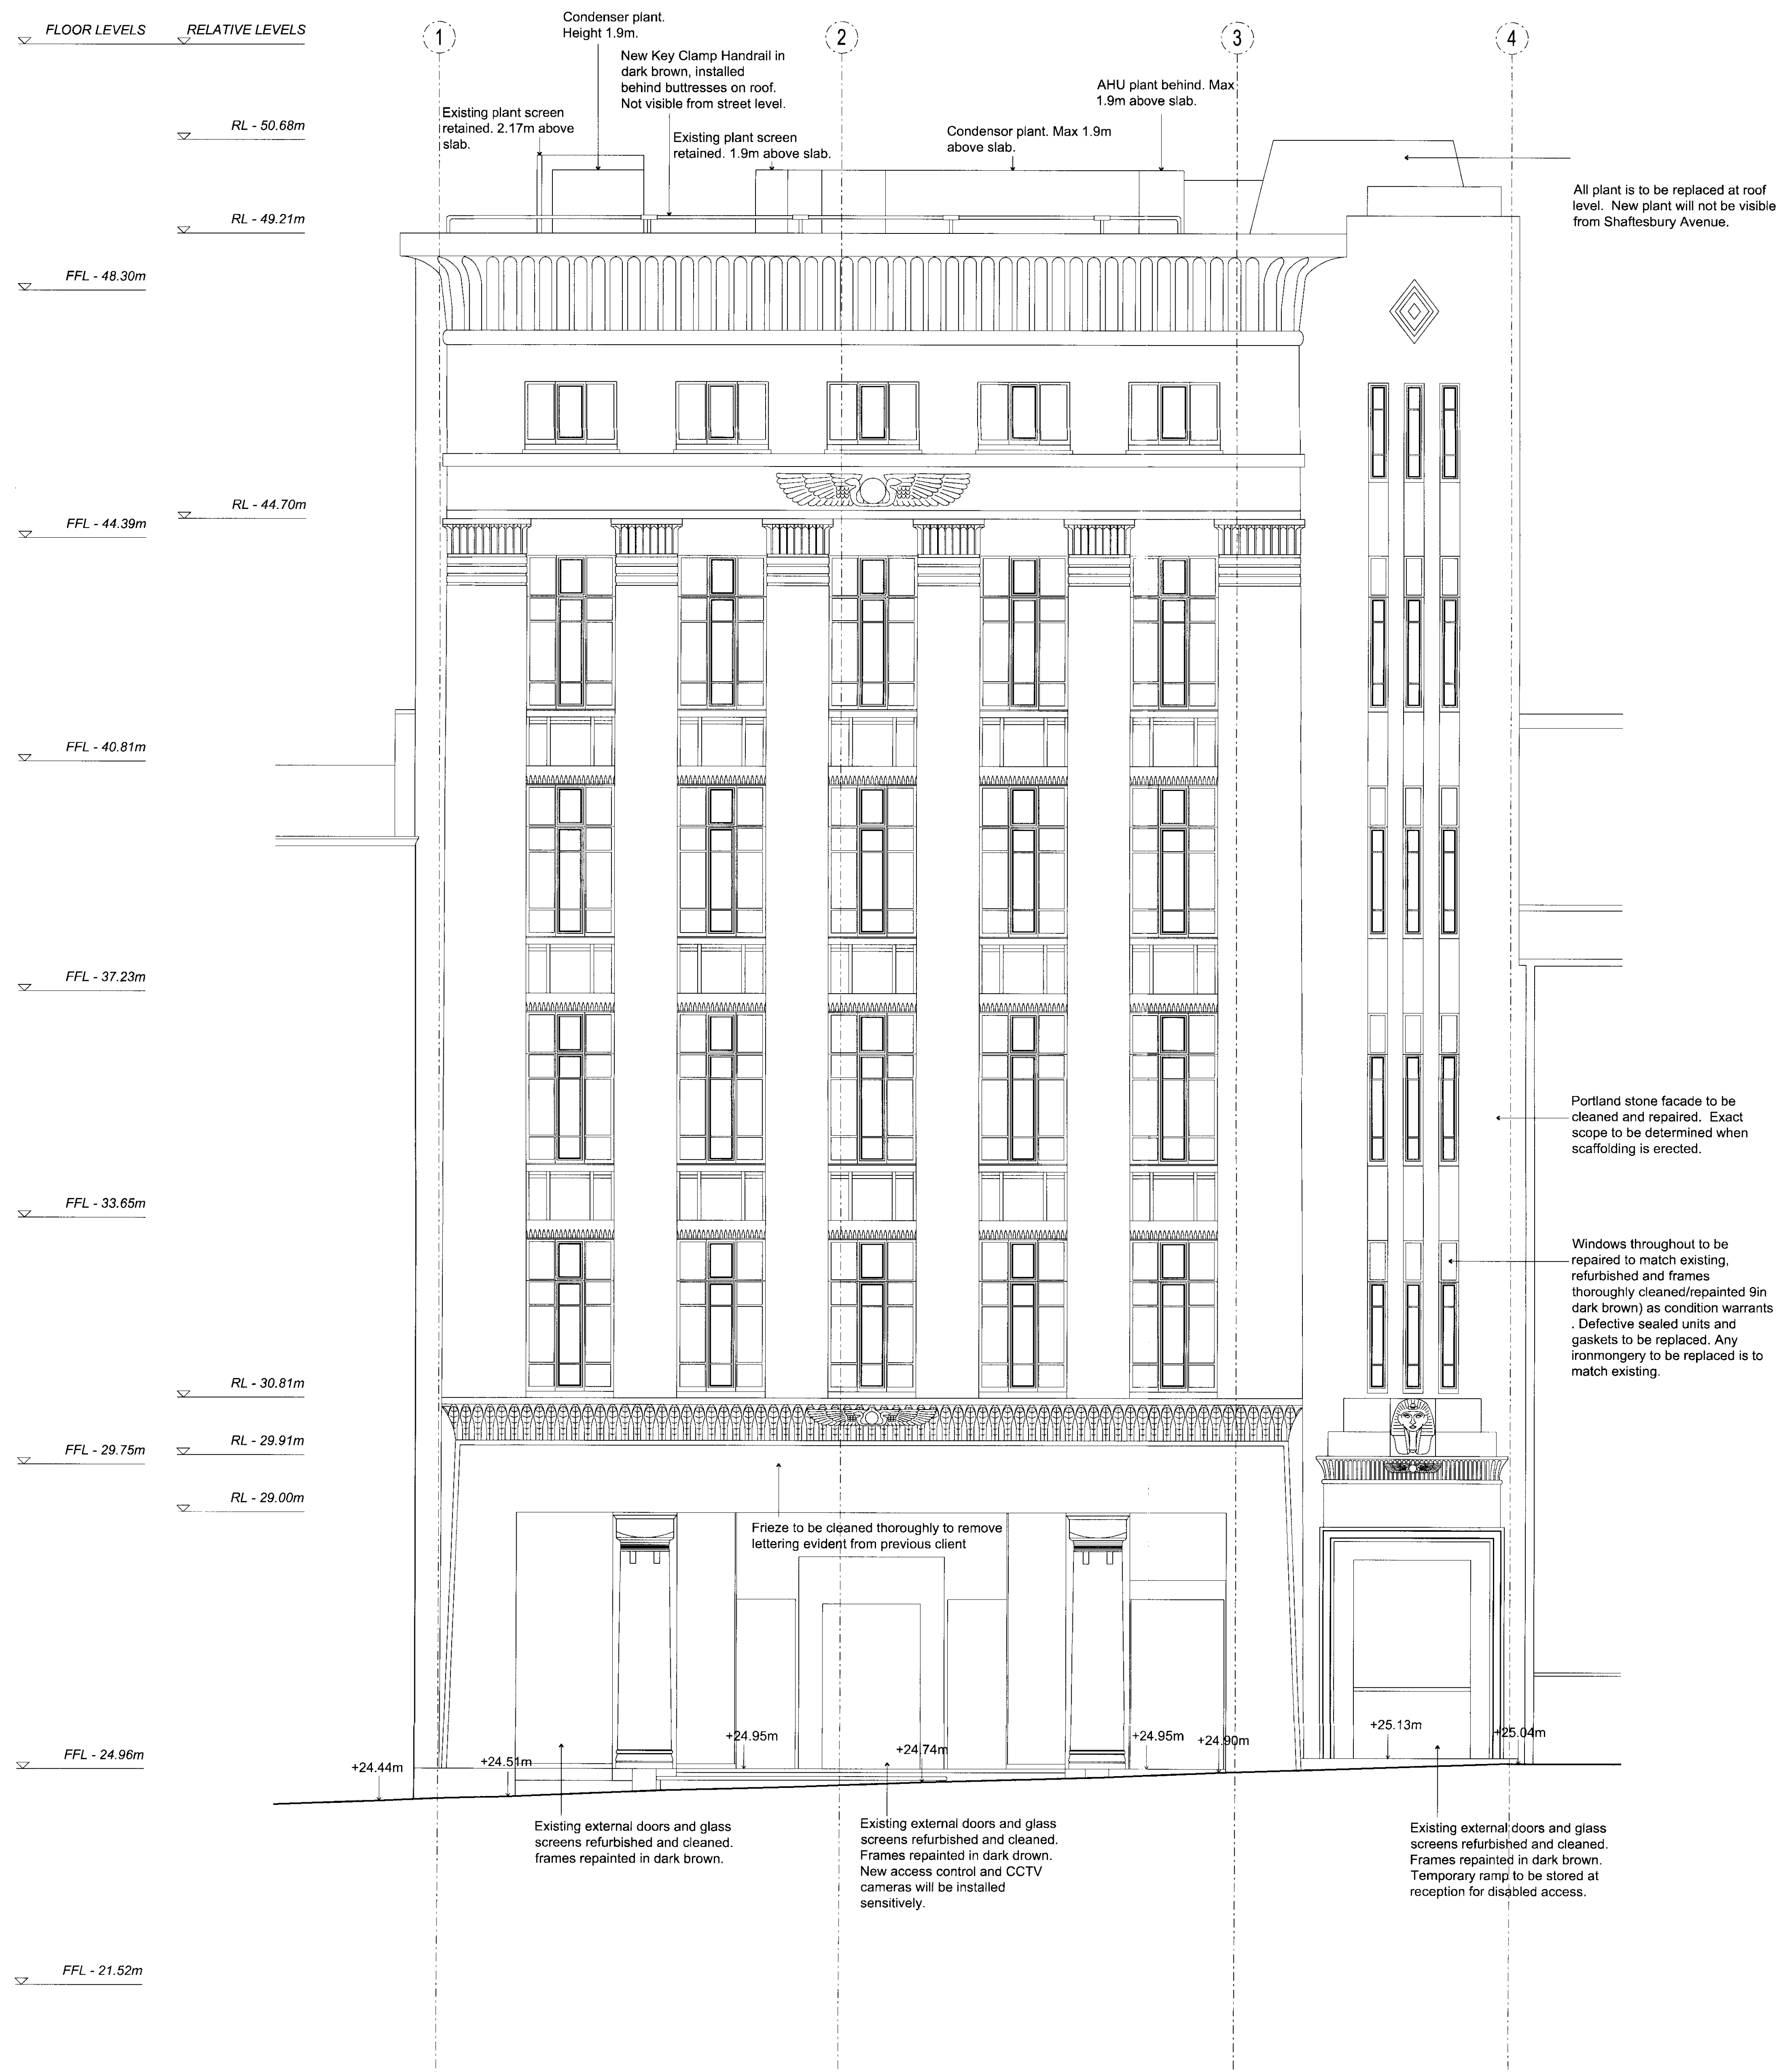 FLOOR LEVELS
RELATIVE LEVELS
1
2
3
4
Condenser plant.
Height 1.9m.
New Key Clamp Handrail in
dark brown, installed
behind buttresses on roof.
Not visible from street level.
Existing plant screen
retained. 2.17m above
slab.
Existing plant screen
retained. 1.9m above slab.
Condensor plant. Max 1.9m
above slab.
AHU plant behind. Max
1.9m above slab.
All plant is to be replaced at roof
level. New plant will not be visible
from Shaftesbury Avenue.
RL - 50.68m
RL - 49.21m
FFL - 48.30m
RL - 44.70m
FFL - 44.39m
FFL - 40.81m
FFL - 37.23m
Portland stone facade to be
cleaned and repaired. Exact
scope to be determined when
scaffolding is erected.
FFL - 33.65m
Windows throughout to be
repaired to match existing,
refurbished and frames
thoroughly cleaned/repainted 9in
dark brown) as condition warrants
. Defective sealed units and
gaskets to be replaced. Any
ironmongery to be replaced is to
match existing.
RL - 30.81m
RL - 29.91m
FFL - 29.75m
RL - 29.00m
Frieze to be cleaned thoroughly to remove
lettering evident from previous client
FFL - 24.96m
+24.44m
+24.51m
+24.95m
+24.74m
+24.95m
+24.90m
+25.13m
+25.04m
Existing external doors and glass
screens refurbished and cleaned.
frames repainted in dark brown.
Existing external doors and glass
screens refurbished and cleaned.
Frames repainted in dark drown.
New access control and CCTV
cameras will be installed
sensitively.
Existing external doors and glass
screens refurbished and cleaned.
Frames repainted in dark brown.
Temporary ramp to be stored at
reception for disabled access.
FFL - 21.52m